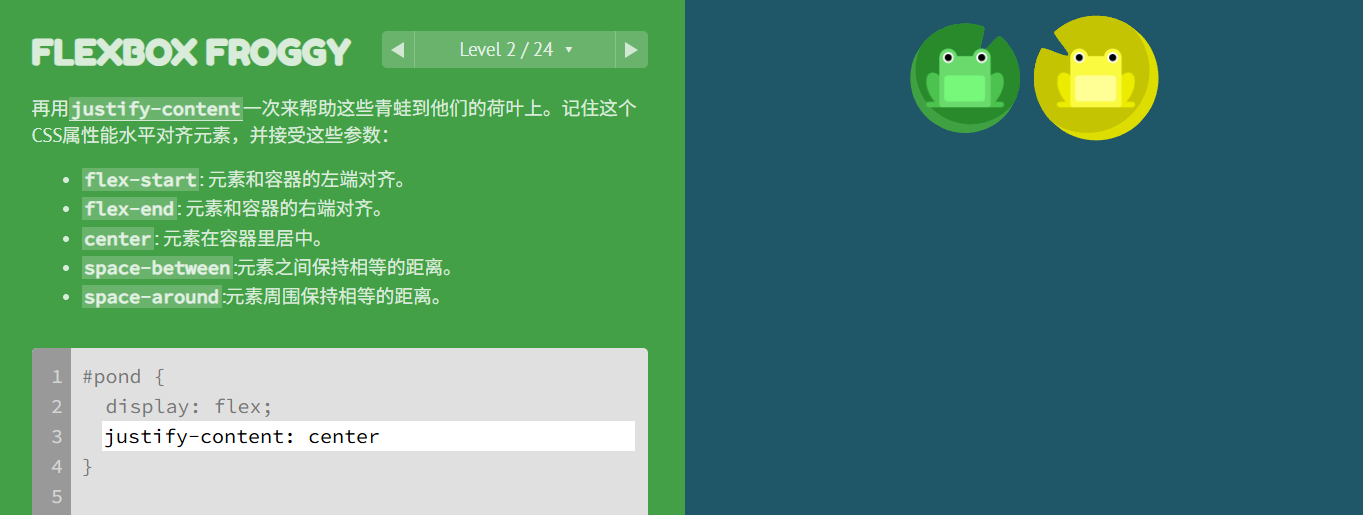 FLEXBOX FROGGY
Level 2 / 24
再用justify-content一次来帮助这些青蛙到他们的荷叶上。记住这个
CSS属性能水平对齐元素，并接受这些参数：
flex-start: 元素和容器的左端对齐。
flex-end: 元素和容器的右端对齐。
center: 元素在容器里居中。
space-between:元素之间保持相等的距离。
space-around:元素周围保持相等的距离。
1 #pond {
2 display: flex;
3 justify-content: center
4 }
5